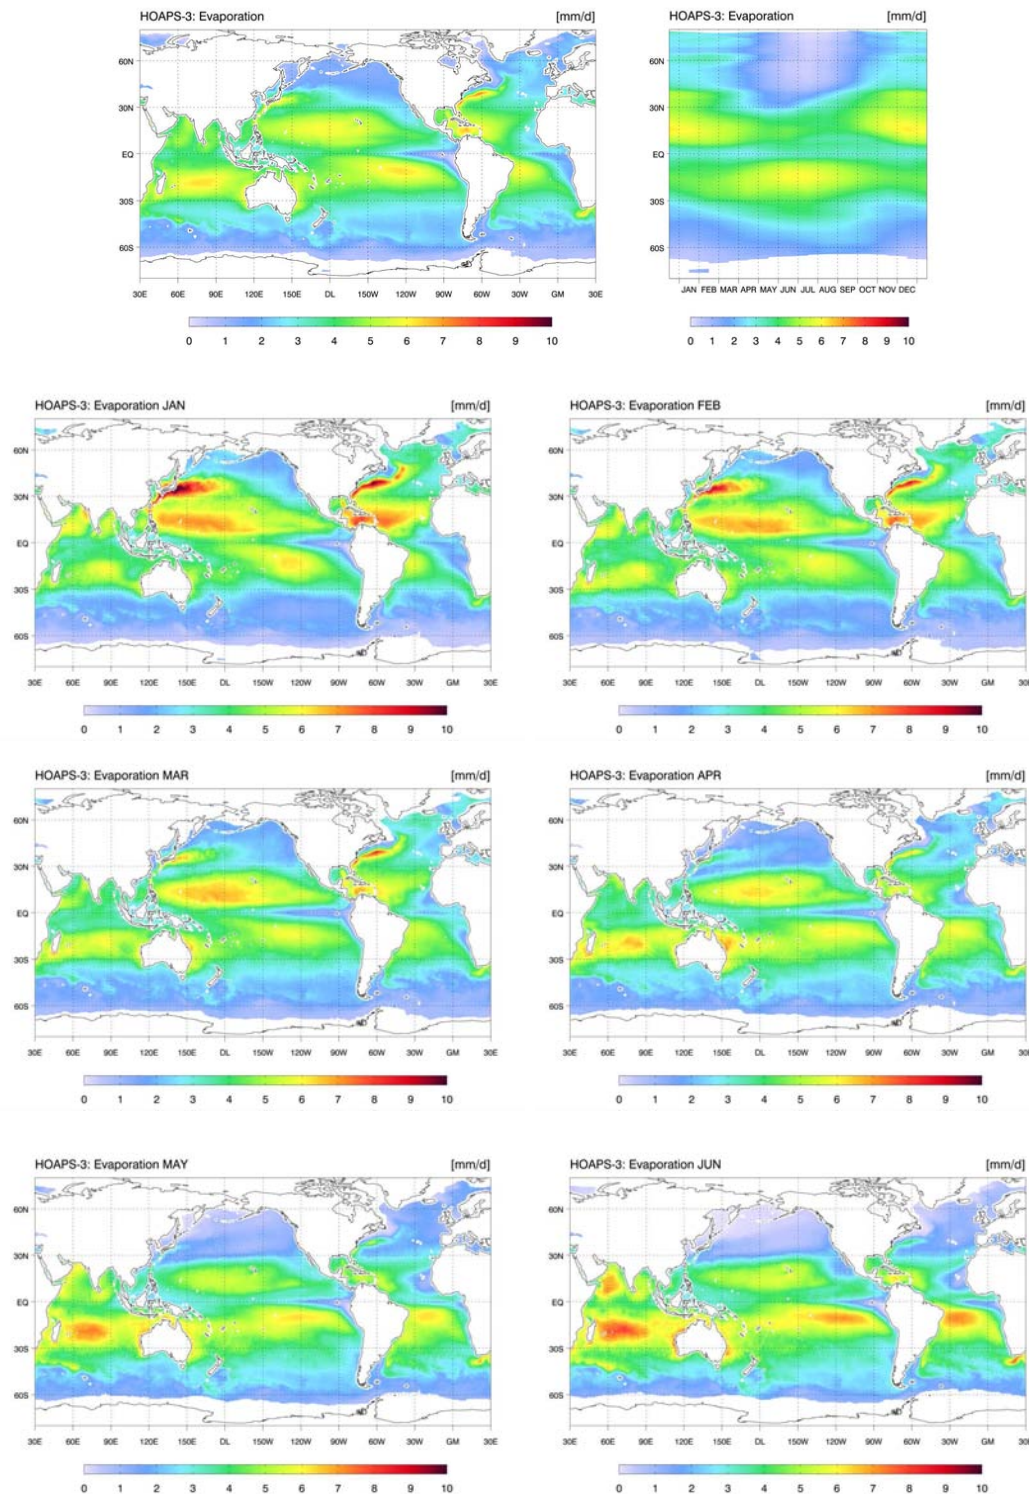 HOAPS-3: Evaporation [mm/d] HOAPS-3: Evaporation [mm/d]
60N 60N
30N 30N
EQ EQ
30S 30S
60S 60S
JAN FEB MAR APR MAY JUN JUL AUG SEP OCT NOV DEC
30E 60E 90E 120E 150E DL 150W 120W 90W 60W 30W GM 30E
0 1 2 3 4 5 6 7 8 9 10 0 1 2 3 4 5 6 7 8 9 10
HOAPS-3: Evaporation JAN [mm/d] HOAPS-3: Evaporation FEB [mm/d]
60N 60N
30N 30N
EQ EQ
30S 30S
60S 60S
30E 60E 90E 120E 150E DL 150W 120W 90W 60W 30W GM 30E 30E 60E 90E 120E 150E DL 150W 120W 90W 60W 30W GM 30E
0 1 2 3 4 5 6 7 8 9 10 0 1 2 3 4 5 6 7 8 9 10
HOAPS-3: Evaporation MAR [mm/d] HOAPS-3: Evaporation APR [mm/d]
60N 60N
30N 30N
EQ EQ
30S 30S
60S 60S
30E 60E 90E 120E 150E DL 150W 120W 90W 60W 30W GM 30E 30E 60E 90E 120E 150E DL 150W 120W 90W 60W 30W GM 30E
0 1 2 3 4 5 6 7 8 9 10 0 1 2 3 4 5 6 7 8 9 10
HOAPS-3: Evaporation MAY [mm/d] HOAPS-3: Evaporation JUN [mm/d]
60N 60N
30N 30N
EQ EQ
30S 30S
60S 60S
30E 60E 90E 120E 150E DL 150W 120W 90W 60W 30W GM 30E 30E 60E 90E 120E 150E DL 150W 120W 90W 60W 30W GM 30E
0 1 2 3 4 5 6 7 8 9 10 0 1 2 3 4 5 6 7 8 9 10